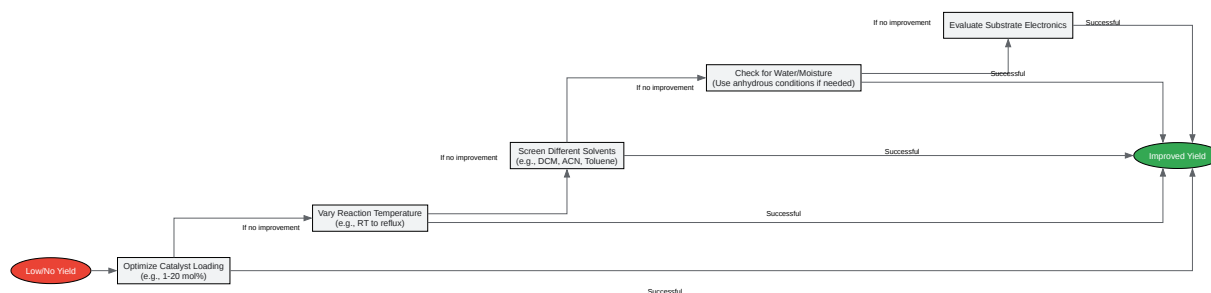 If no improvement
Evaluate Substrate Electronics
Successful
Check for Water/Moisture
(Use anhydrous conditions if needed)
Successful
If no improvement
Screen Different Solvents
(e.g., DCM, ACN, Toluene)
If no improvement
Successful
Improved Yield
Vary Reaction Temperature
(e.g., RT to reflux)
Successful
If no improvement
Low/No Yield
Optimize Catalyst Loading
(e.g., 1-20 mol%)
Successful